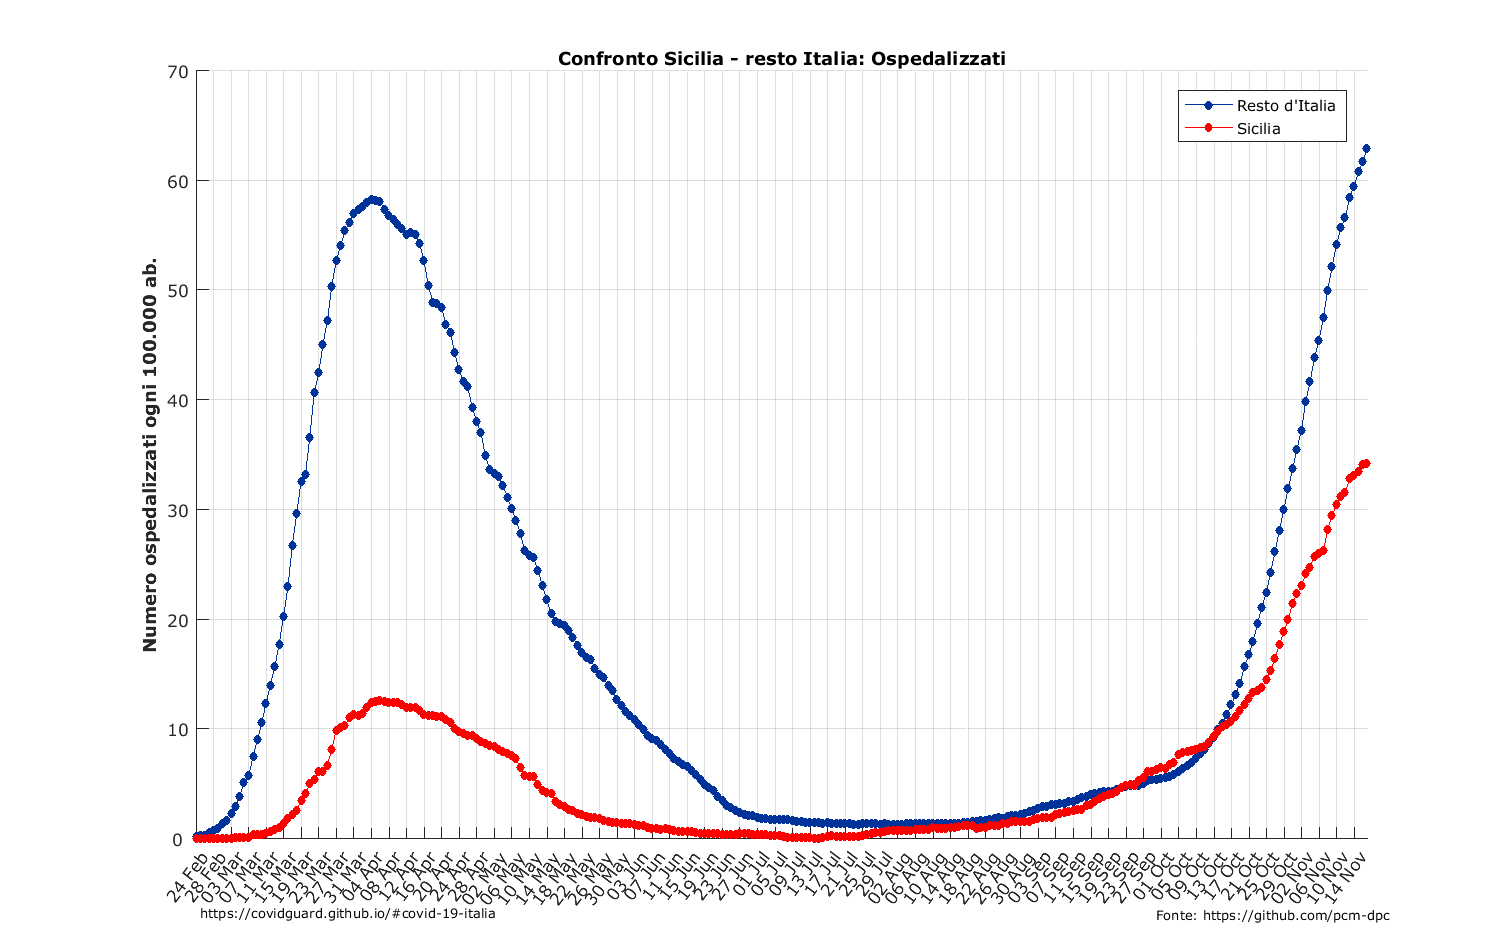 Confronto Sicilia - resto Italia: Ospedalizzati
Resto d'Italia
Sicilia
Numero ospedalizzati ogni 100.000 ab.
70
60
50
40
30
20
10
0
24 Feb
28 Feb
03 Mar
07 Mar
11 Mar
15 Mar
19 Mar
23 Mar
27 Mar
31 Mar
04 Apr
08 Apr
12 Apr
16 Apr
20 Apr
24 Apr
28 Apr
02 May
06 May
10 May
14 May
18 May
22 May
26 May
30 May
03 Jun
07 Jun
11 Jun
15 Jun
19 Jun
23 Jun
27 Jun
01 Jul
05 Jul
09 Jul
13 Jul
17 Jul
21 Jul
25 Jul
29 Jul
02 Aug
06 Aug
10 Aug
14 Aug
18 Aug
22 Aug
26 Aug
30 Aug
03 Sep
07 Sep
11 Sep
15 Sep
19 Sep
23 Sep
27 Sep
01 Oct
05 Oct
09 Oct
13 Oct
17 Oct
21 Oct
25 Oct
29 Oct
02 Nov
06 Nov
10 Nov
14 Nov
https://covidguard.github.io/#covid-19-italia
Fonte: https://github.com/pcm-dpc